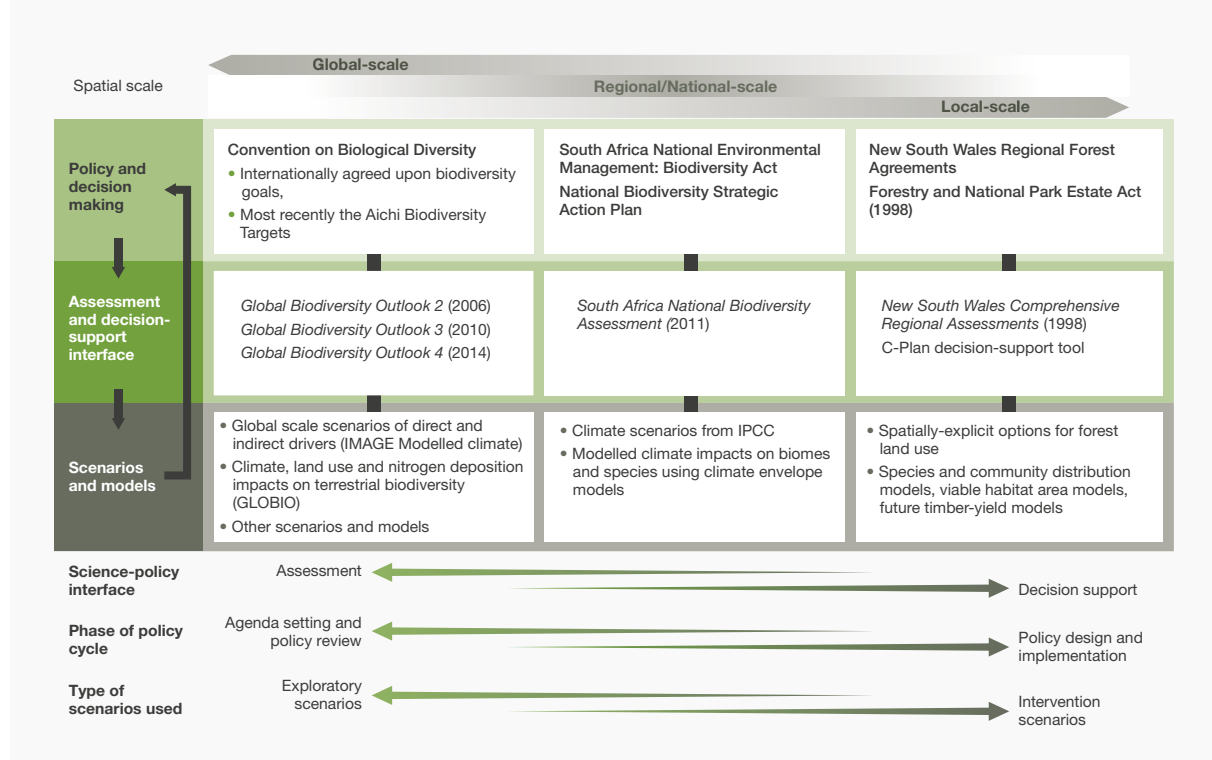 Global-scale
Spatial scale
Regional/National-scale
Local-scale
Policy and
decision
making
Convention on Biological Diversity
• Internationally agreed upon biodiversity
goals,
• Most recently the Aichi Biodiversity
Targets
South Africa National Environmental
Management: Biodiversity Act
National Biodiversity Strategic
Action Plan
New South Wales Regional Forest
Agreements
Forestry and National Park Estate Act
(1998)
Assessment
and decision-
support
interface
Global Biodiversity Outlook 2 (2006)
Global Biodiversity Outlook 3 (2010)
Global Biodiversity Outlook 4 (2014)
South Africa National Biodiversity
Assessment (2011)
New South Wales Comprehensive
Regional Assessments (1998)
C-Plan decision-support tool
Scenarios
and models
• Global scale scenarios of direct and
indirect drivers (IMAGE Modelled climate)
• Climate, land use and nitrogen deposition
impacts on terrestrial biodiversity
(GLOBIO)
• Other scenarios and models
• Climate scenarios from IPCC
• Modelled climate impacts on biomes
and species using climate envelope
models
• Spatially-explicit options for forest
land use
• Species and community distribution
models, viable habitat area models,
future timber-yield models
Science-policy
interface
Assessment
Decision support
Phase of policy
cycle
Agenda setting and
policy review
Policy design and
implementation
Type of
scenarios used
Exploratory
scenarios
Intervention
scenarios